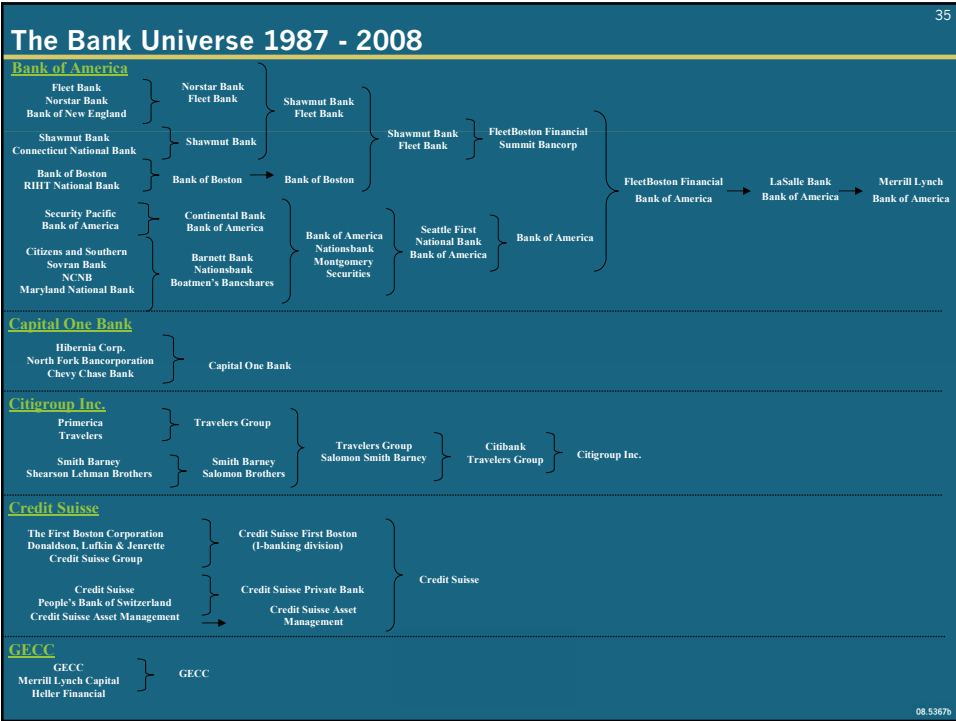 35
The Bank Universe 1987 - 2008
Bank of America
Fleet Bank
Norstar Bank
Bank of New England
Norstar Bank
Fleet Bank
Shawmut Bank
Fleet Bank
Shawmut Bank
Connecticut National Bank
Shawmut Bank
Shawmut Bank
Fleet Bank
FleetBoston Financial
Summit Bancorp
Bank of Boston
RIHT National Bank
Bank of Boston
Bank of Boston
FleetBoston Financial
Bank of America
LaSalle Bank
Bank of America
Merrill Lynch
Bank of America
Security Pacific
Bank of America
Continental Bank
Bank of America
Citizens and Southern
Sovran Bank
NCNB
Maryland National Bank
Barnett Bank
Nationsbank
Boatmen's Bancshares
Bank of America
Nationsbank
Montgomery
Securities
Seattle First
National Bank
Bank of America
Bank of America
Capital One Bank
Hibernia Corp.
North Fork Bancorporation
Chevy Chase Bank
Capital One Bank
Citigroup Inc.
Primerica
Travelers
Travelers Group
Smith Barney
Shearson Lehman Brothers
Smith Barney
Salomon Brothers
Travelers Group
Salomon Smith Barney
Citibank
Travelers Group
Citigroup Inc.
Credit Suisse
The First Boston Corporation
Donaldson, Lufkin & Jenrette
Credit Suisse Group
Credit Suisse First Boston
(I-banking division)
Credit Suisse
People's Bank of Switzerland
Credit Suisse Asset Management
Credit Suisse Private Bank
Credit Suisse Asset
Management
Credit Suisse
GECC
GECC
Merrill Lynch Capital
Heller Financial
GECC
08.5367b